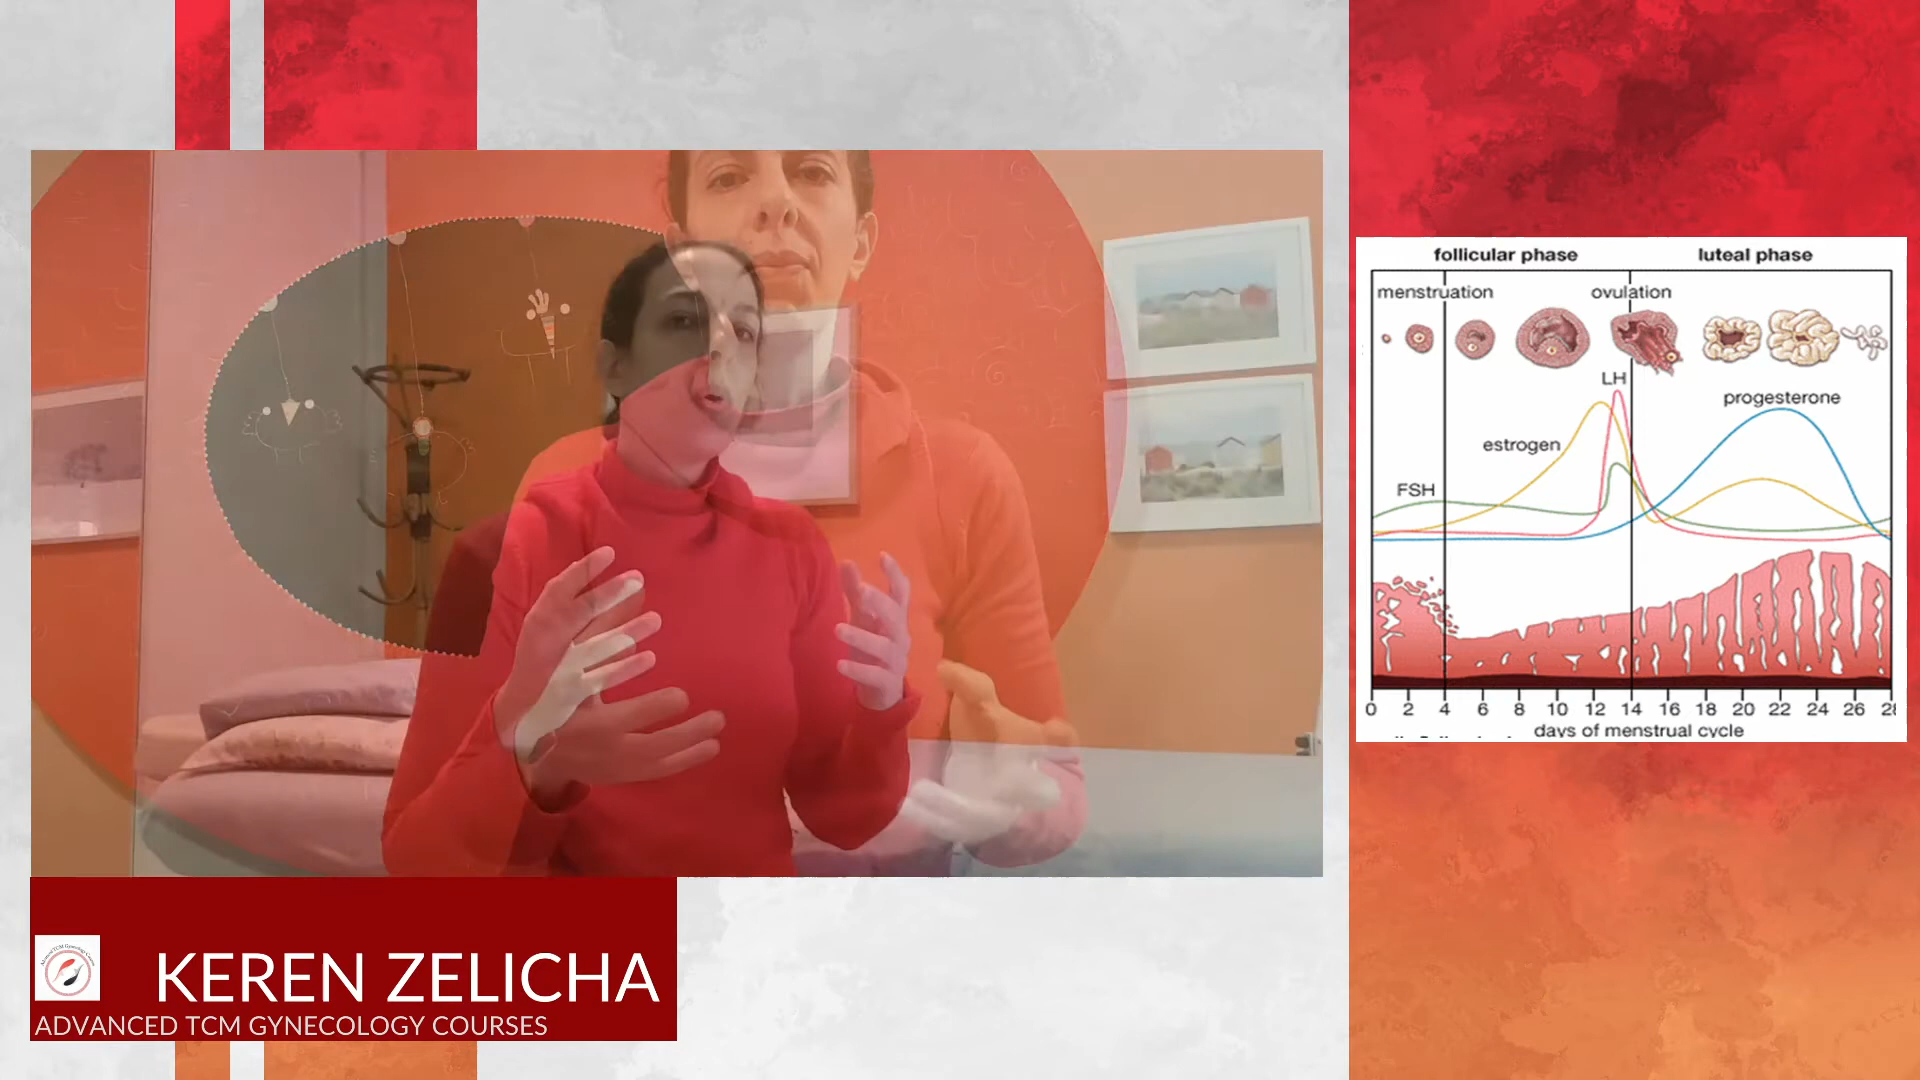 KEREN ZELICHA
ADVANCED TCM GYNECOLOGY COURSES
follicular phase luteal phase
menstruation ovulation
LH
progesterone
estrogen
FSH
0 2 4 6 8 10 12 14 16 18 20 22 24 26 28
days of menstrual cycle